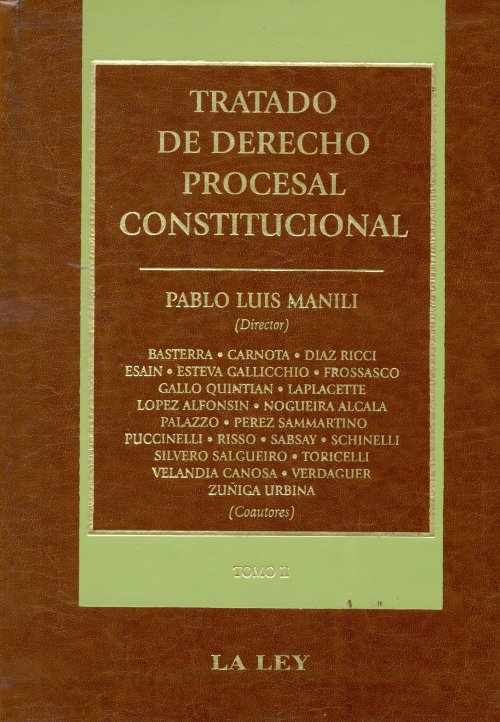 TRATADO
DE DERECHO
PROCESAL
CONSTITUCIONAL
PABLO LUIS MANILI
(Director)
BASTERRA • CARNOTA • DIAZ RICCI
ESAIN • ESTEVA GALLICCHIO • FROSSASCO
GALLO QUINTIAN • LAPLACETTE
LOPEZ ALFONSIN • NOGUEIRA ALCALA
PALAZZO • PEREZ SAMMARTINO
PUCCINELLI • RISSO • SABSAY • SCHINELLI
SILVERO SALGUEIRO • TORICELLI
VELANDIA CANOSA • VERDAGUER
ZUÑIGA URBINA
(Coautores)
TOMO II
LA LEY